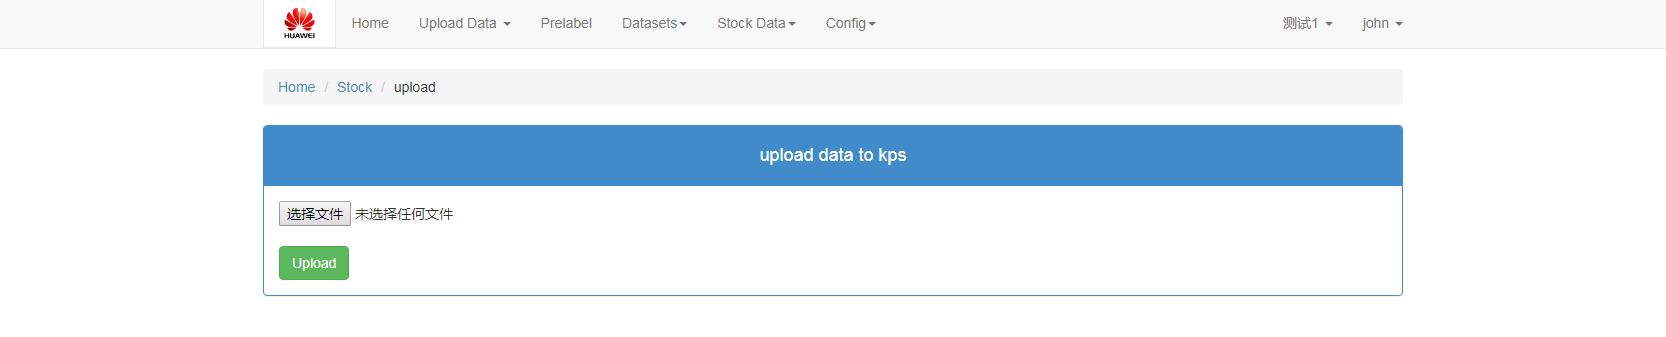 HUAWEI Home Upload Data Prelabel Datasets Stock Data Config 测试1 john
Home / Stock / upload
upload data to kps
选择文件 未选择任何文件
Upload